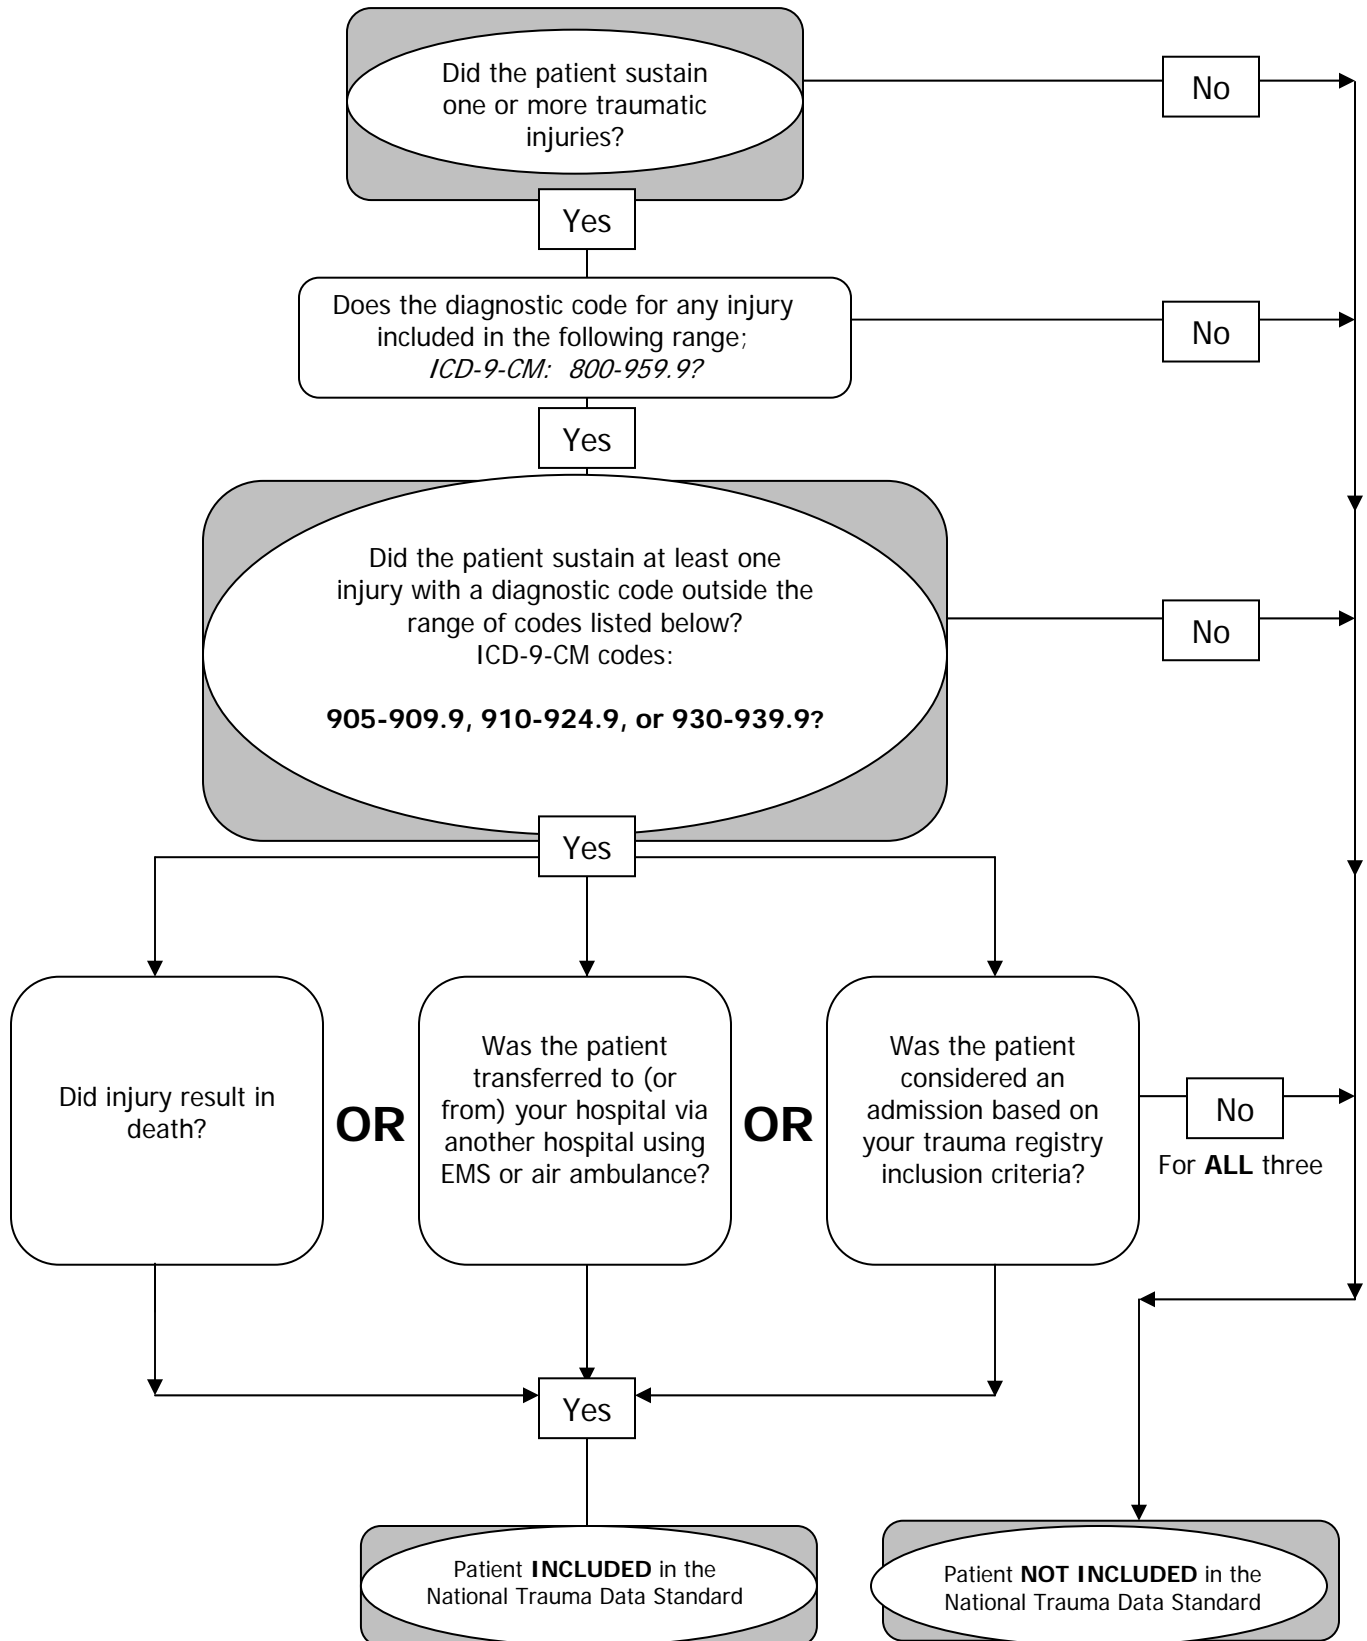 Did the patient sustain
one or more traumatic
injuries?
No
Yes
Does the diagnostic code for any injury
included in the following range;
ICD-9-CM: 800-959.9?
No
Yes
Did the patient sustain at least one
injury with a diagnostic code outside the
range of codes listed below?
ICD-9-CM codes:
905-909.9, 910-924.9, or 930-939.9?
No
Yes
Did injury result in
death?
OR
Was the patient
transferred to (or
from) your hospital via
another hospital using
EMS or air ambulance?
OR
Was the patient
considered an
admission based on
your trauma registry
inclusion criteria?
No
For ALL three
Yes
Patient INCLUDED in the
National Trauma Data Standard
Patient NOT INCLUDED in the
National Trauma Data Standard